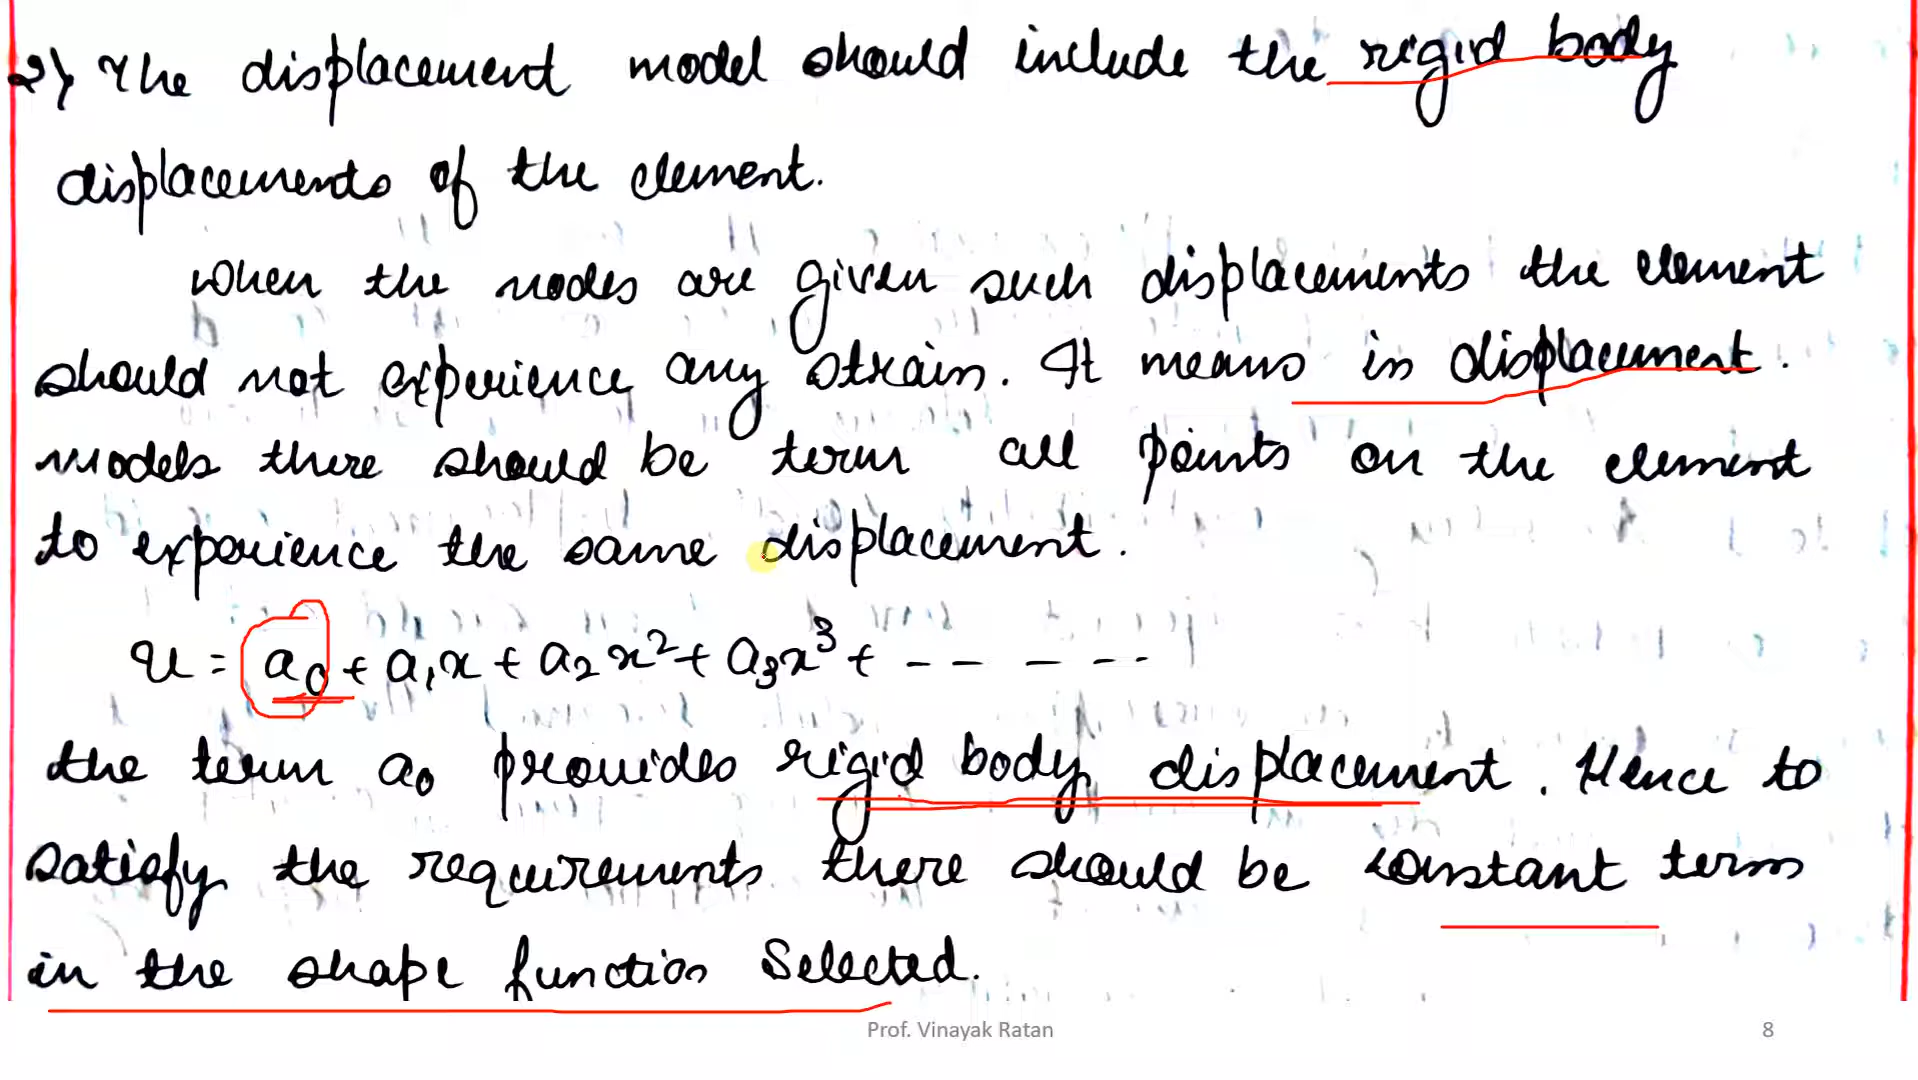 2) The displacement model should include the rigid body
displacements of the element.
When the nodes are given such displacements the element
should not experience any strain. It means in displacement.
models there should be term all points on the element
to experience the same displacement.
u = a₀ + a₁x + a₂x² + a₃x³ + - - - - -
the term a₀ provides rigid body displacement. Hence to
satisfy the requirements there should be constant term
in the shape function Selected.
Prof. Vinayak Ratan
8